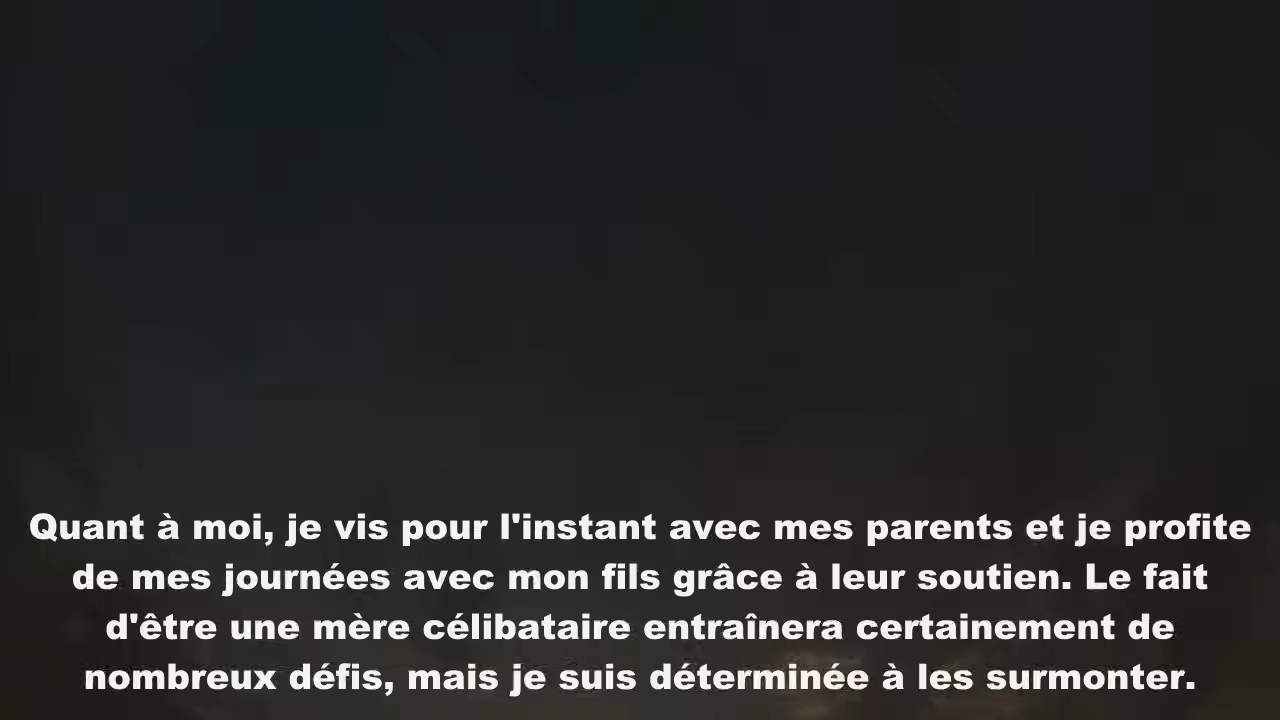 Quant à moi, je vis pour l'instant avec mes parents et je profite
de mes journées avec mon fils grâce à leur soutien. Le fait
d'être une mère célibataire entraînera certainement de
nombreux défis, mais je suis déterminée à les surmonter.